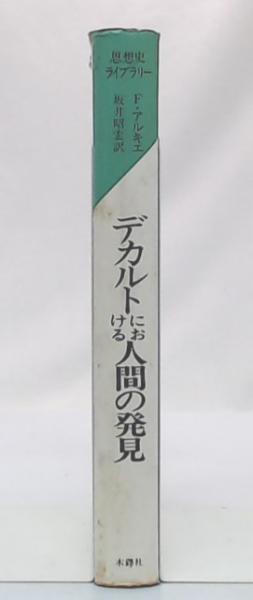 思想史
ライブラリー
F・アルキエ
坂井昭宏訳
デカルトにおける人間の発見
木鐸社